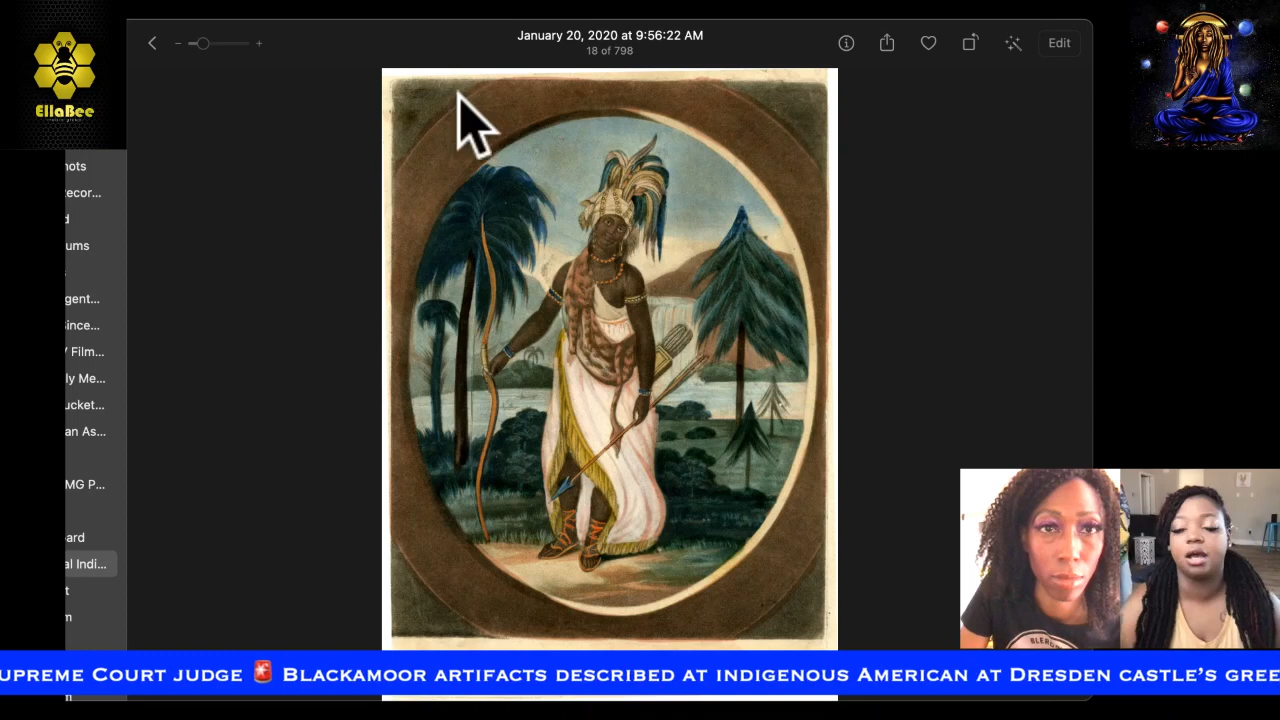 EllaBee
January 20, 2020 at 9:56:22 AM
18 of 798
Edit
hots
ecor...
d
ums
gent...
Since...
Film...
ly Me...
ucket...
an As...
MG P...
ard
al Indi...
t
m
BLER
UPREME COURT JUDGE 🚨 BLACKAMOOR ARTIFACTS DESCRIBED AT INDIGENOUS AMERICAN AT DRESDEN CASTLE'S GREE